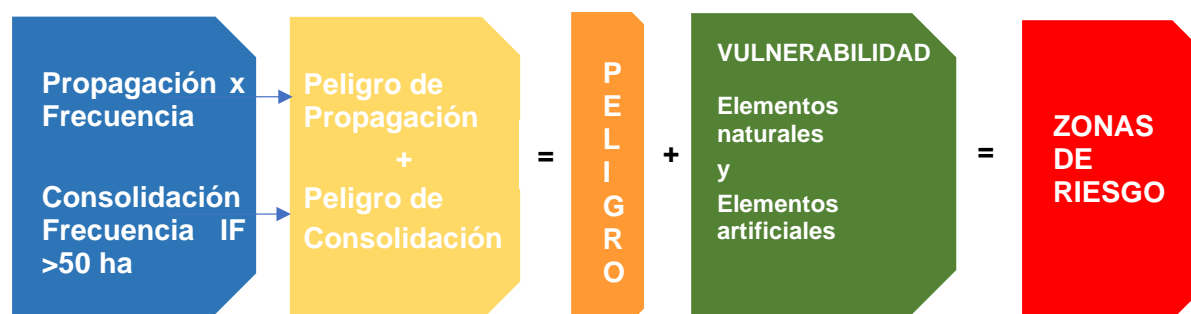 Propagación x
Frecuencia
Consolidación
Frecuencia IF
>50 ha
Peligro de
Propagación
+
Peligro de
Consolidación
=
P
E
L
I
G
R
O
+
VULNERABILIDAD
Elementos
naturales
y
Elementos
artificiales
=
ZONAS
DE
RIESGO